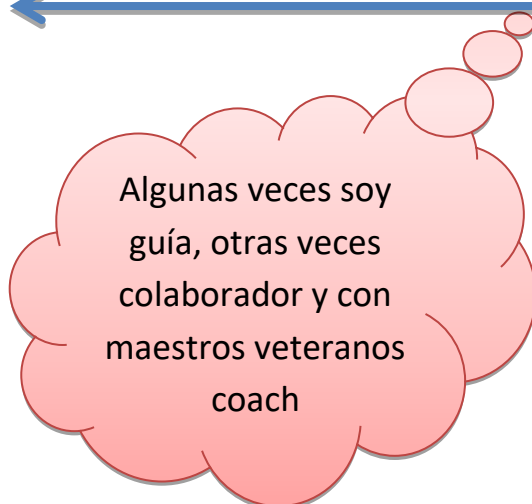 Algunas veces soy
guía, otras veces
colaborador y con
maestros veteranos
coach